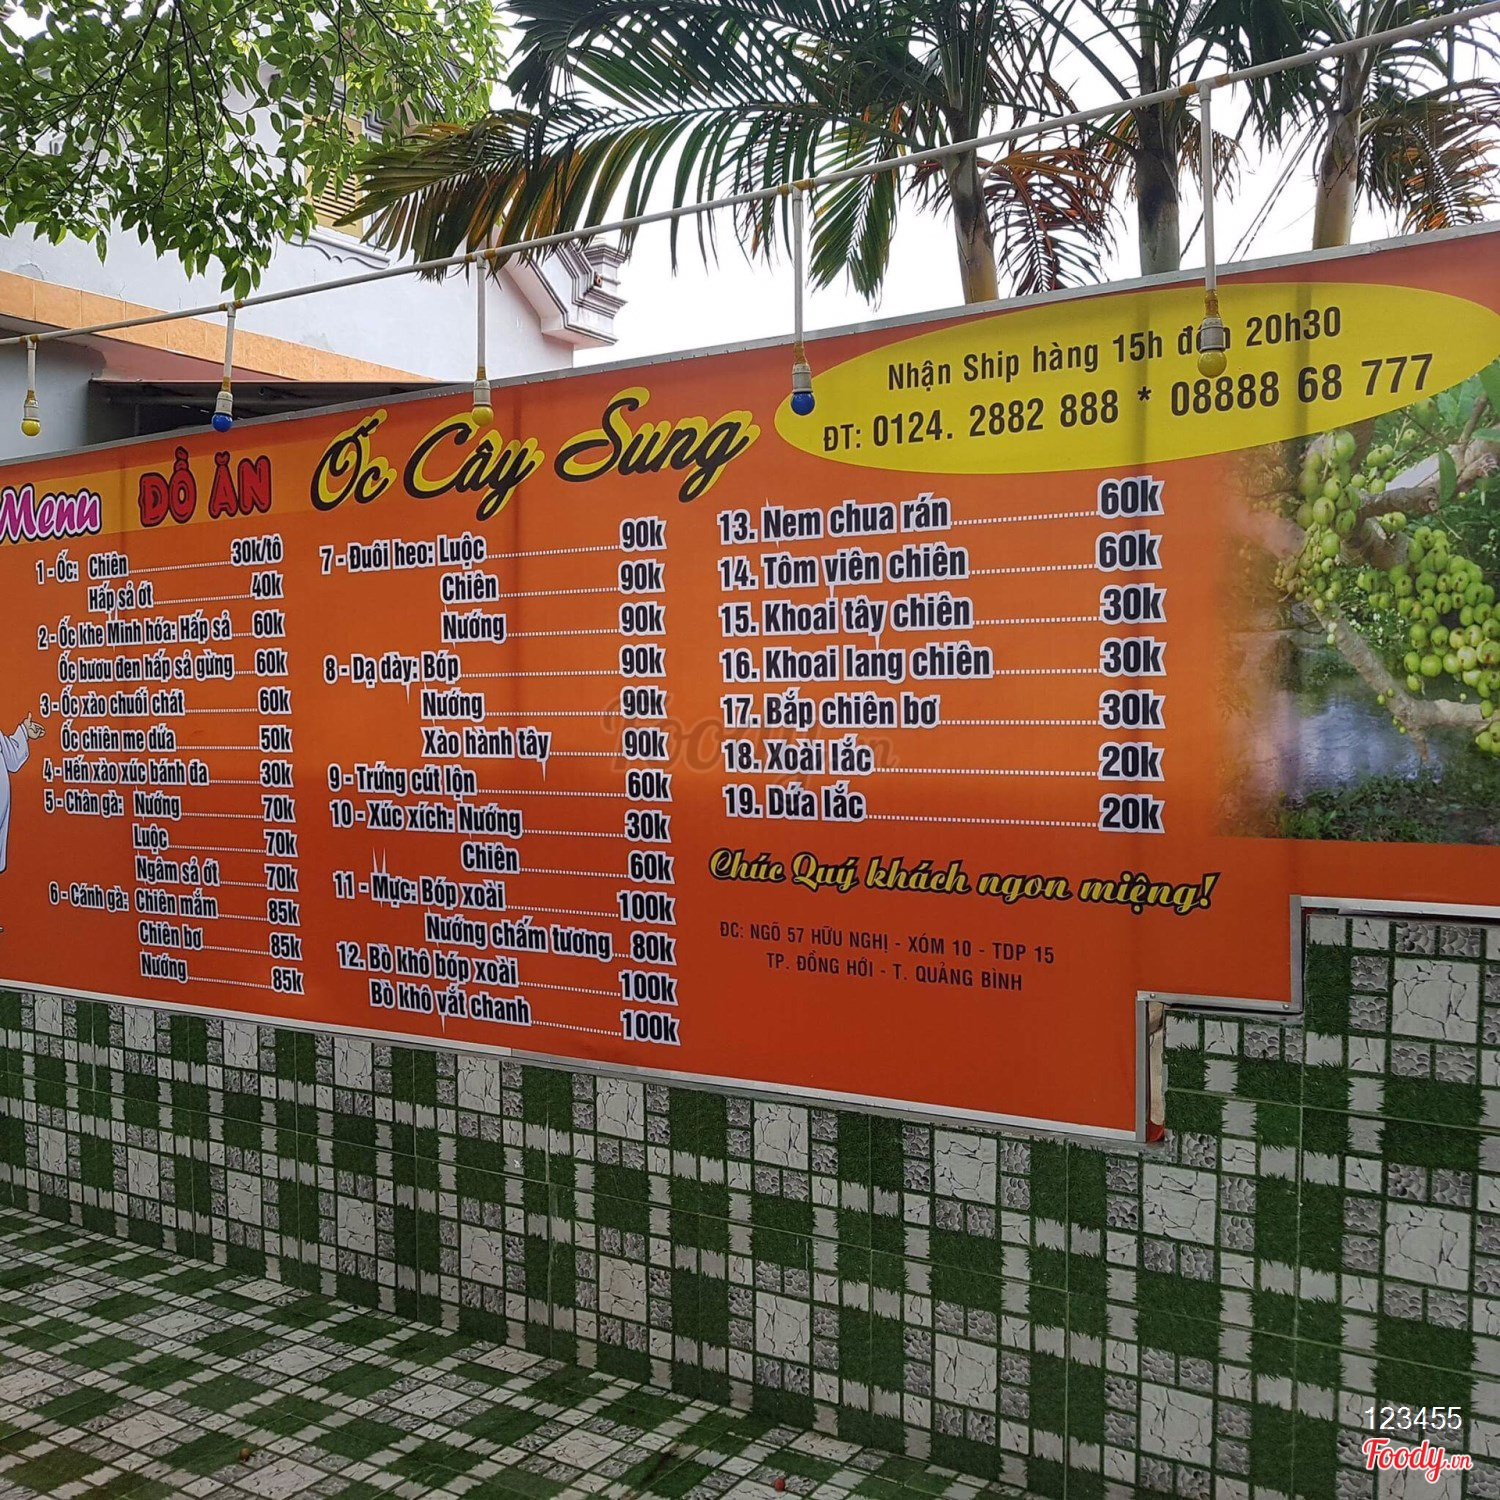 Nhận Ship hàng 15h đến 20h30
ĐT: 0124. 2882 888 * 08888 68 777
Menu ĐỒ ĂN Ốc Cây Sung
1 - Ốc: Chiên 30k/tô
Hấp sả ớt 40k
2 - Ốc khe Minh hóa: Hấp sả 60k
Ốc bươu đen hấp sả gừng 60k
3 - Ốc xào chuối chát 60k
Ốc chiên me dứa 50k
4 - Hến xào xúc bánh đa 30k
5 - Chân gà: Nướng 70k
Luộc 70k
Ngâm sả ớt 70k
6 - Cánh gà: Chiên mắm 85k
Chiên bơ 85k
Nướng 85k
7 - Đuôi heo: Luộc 90k
Chiên 90k
Nướng 90k
8 - Dạ dày: Bóp 90k
Nướng 90k
Xào hành tây 90k
9 - Trứng cút lộn 60k
10 - Xúc xích: Nướng 30k
Chiên 60k
11 - Mực: Bóp xoài 100k
Nướng chấm tương 80k
12. Bò khô bóp xoài 100k
Bò khô vắt chanh 100k
13. Nem chua rán 60k
14. Tôm viên chiên 60k
15. Khoai tây chiên 30k
16. Khoai lang chiên 30k
17. Bắp chiên bơ 30k
18. Xoài lắc 20k
19. Dứa lắc 20k
Chúc Quý khách ngon miệng!
ĐC: NGÕ 57 HỮU NGHỊ - XÓM 10 - TDP 15
TP. ĐỒNG HỚI - T. QUẢNG BÌNH
Foody.vn
123455
Foody.vn